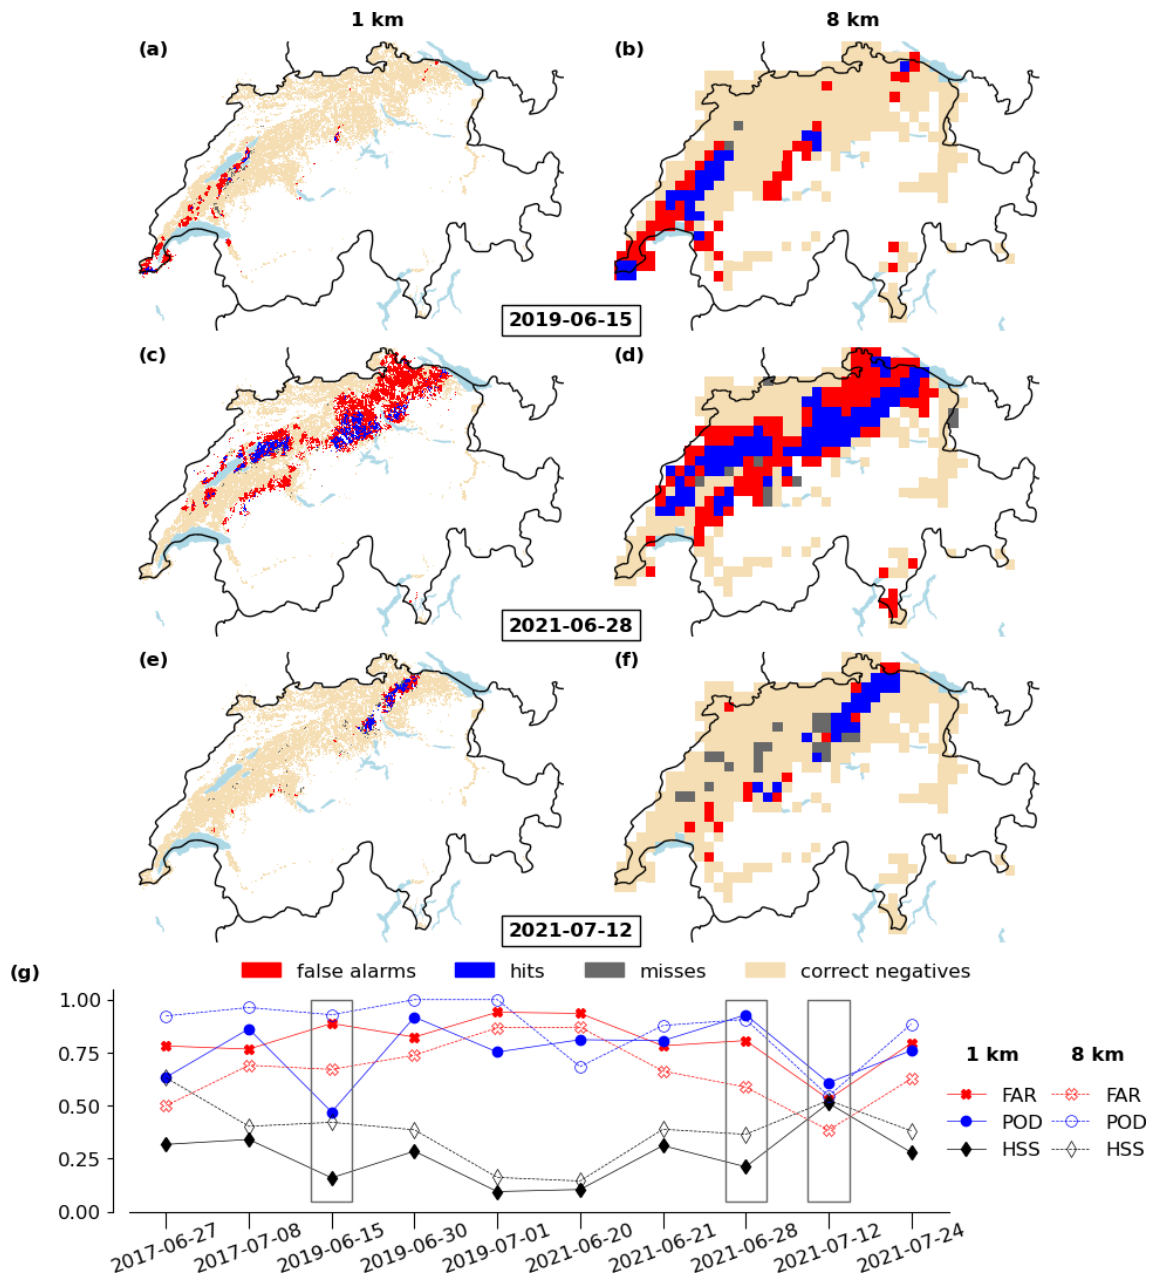 1 km 8 km
(a) (b)
2019-06-15
(c) (d)
2021-06-28
(e) (f)
2021-07-12
(g) false alarms hits misses correct negatives
1.00
0.75
0.50
0.25
0.00
1 km 8 km
FAR FAR
POD POD
HSS HSS
2017-06-27 2017-07-08 2019-06-15 2019-06-30 2019-07-01 2021-06-20 2021-06-21 2021-06-28 2021-07-12 2021-07-24